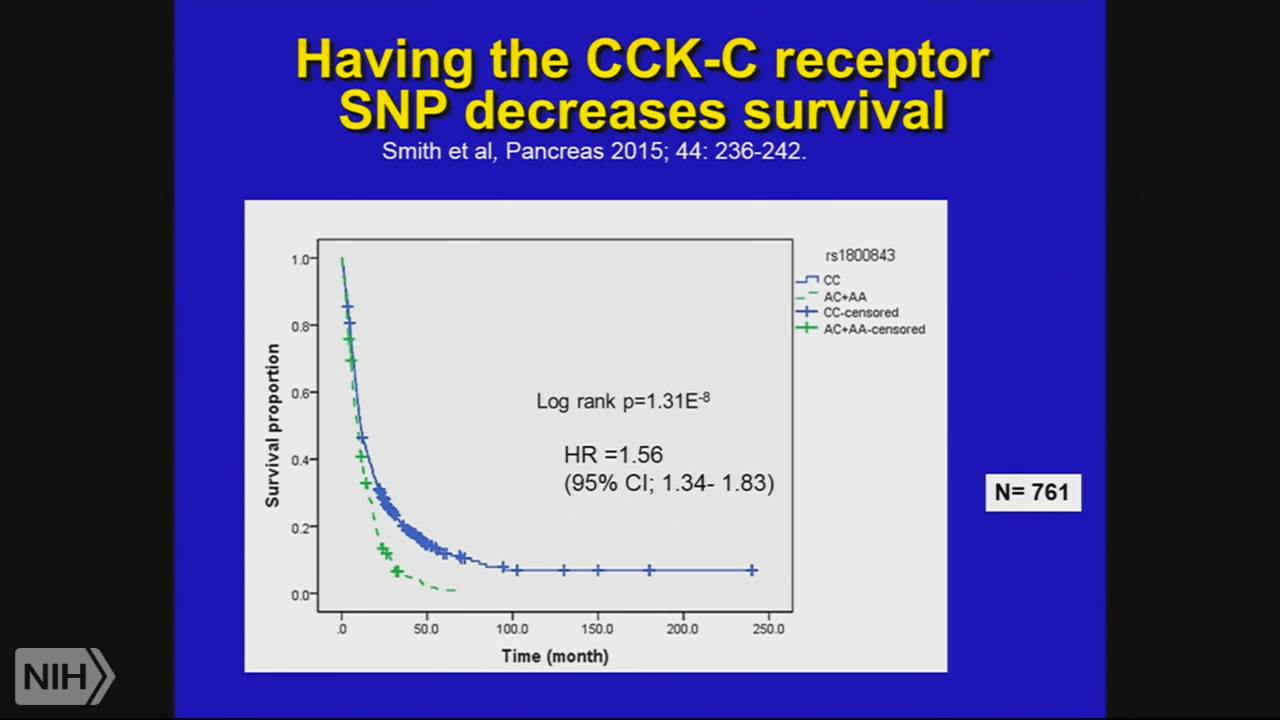 Having the CCK-C receptor
SNP decreases survival
Smith et al, Pancreas 2015; 44: 236-242.
rs1800843
CC
AC+AA
CC-censored
AC+AA-censored
1.0
0.8
0.6
0.4
0.2
0.0
Survival proportion
Log rank p=1.31E-8
HR =1.56
(95% CI; 1.34- 1.83)
N= 761
.0 50.0 100.0 150.0 200.0 250.0
Time (month)
NIH